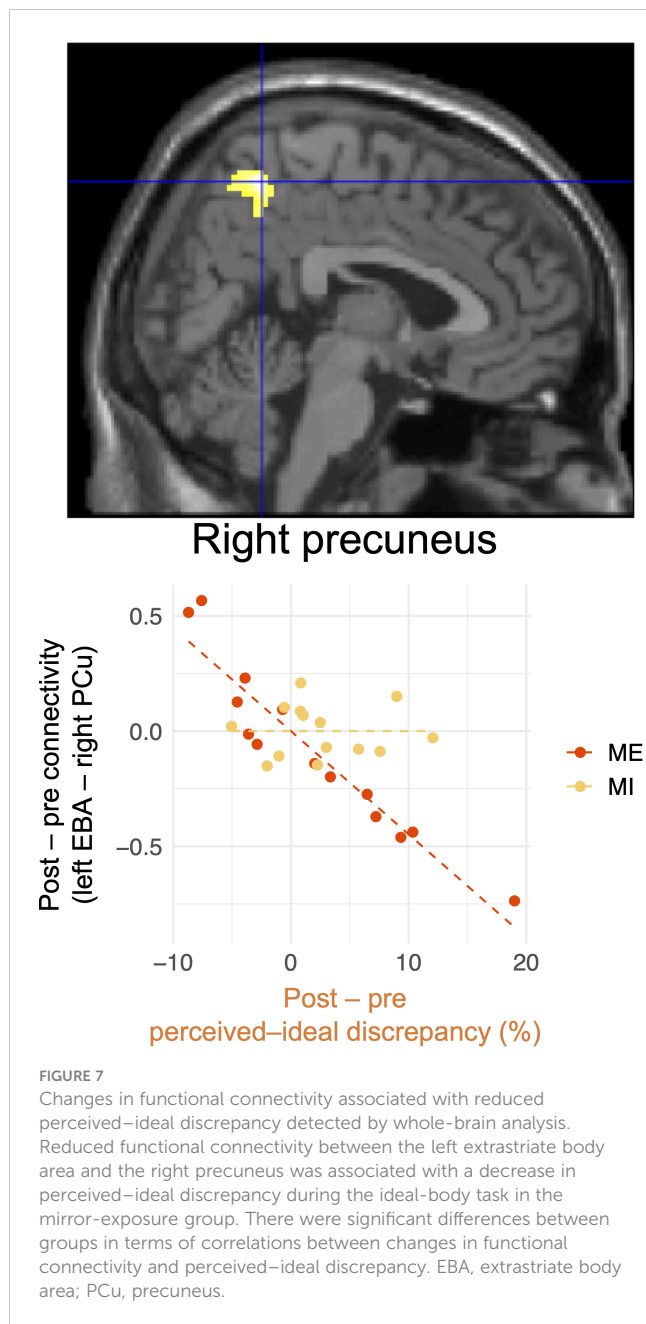 Right precuneus
0.5
0.0
−0.5
Post – pre connectivity
(left EBA – right PCu)
ME
MI
−10
0
10
20
Post – pre
perceived–ideal discrepancy (%)
FIGURE 7
Changes in functional connectivity associated with reduced
perceived–ideal discrepancy detected by whole-brain analysis.
Reduced functional connectivity between the left extrastriate body
area and the right precuneus was associated with a decrease in
perceived–ideal discrepancy during the ideal-body task in the
mirror-exposure group. There were significant differences between
groups in terms of correlations between changes in functional
connectivity and perceived–ideal discrepancy. EBA, extrastriate body
area; PCu, precuneus.